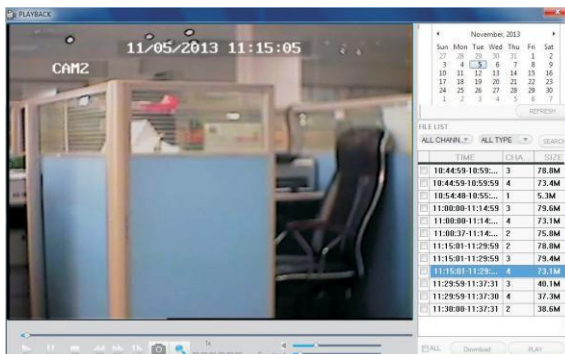 PLAYBACK
11/05/2013 11:15:05
CAM2
November, 2013
Sun Mon Tue Wed Thu Fri Sat
27 28 29 30 31 1 2
3 4 5 6 7 8 9
10 11 12 13 14 15 16
17 18 19 20 21 22 23
24 25 26 27 28 29 30
1 2 3 4 5 6 7
REFRESH
FILE LIST
ALL CHANN.. ALL TYPE SEARCH
TIME CHA. SIZE
10:44:59-10:59:... 3 78.8M
10:44:59-10:59:59 4 73.4M
10:54:48-10:55:... 1 5.3M
11:00:00-11:14:59 3 79.6M
11:00:00-11:14:... 4 73.1M
11:00:37-11:14:... 2 75.8M
11:15:01-11:29:59 2 78.8M
11:15:01-11:29:59 3 79.4M
11:15:01-11:29:... 4 73.1M
11:29:59-11:37:31 3 40.1M
11:29:59-11:37:30 4 37.3M
11:30:00-11:37:31 2 38.6M
1x
ALL Download PLAY